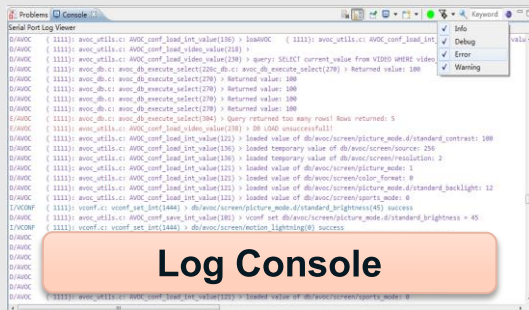 Problems Console
Keyword
Serial Port Log Viewer
Info
Debug
Error
Warning
D/AVOC ( 1111): avoc_utils.c: AVOC_conf_load_int_value(136) > loadAVOC ( 1111): avoc_utils.c: AVOC_conf_load_int_
D/AVOC ( 1111): avoc_utils.c: AVOC_conf_load_video_value(218) >
D/AVOC ( 1111): avoc_utils.c: AVOC_conf_load_video_value(230) > query: SELECT current_value from VIDEO WHERE video_
D/AVOC ( 1111): avoc_db.c: avoc_db_execute_select(226c_db.c: avoc_db_execute_select(270) > Returned value: 100
D/AVOC ( 1111): avoc_db.c: avoc_db_execute_select(270) > Returned value: 100
D/AVOC ( 1111): avoc_db.c: avoc_db_execute_select(270) > Returned value: 100
D/AVOC ( 1111): avoc_db.c: avoc_db_execute_select(270) > Returned value: 100
D/AVOC ( 1111): avoc_db.c: avoc_db_execute_select(270) > Returned value: 100
E/AVOC ( 1111): avoc_db.c: avoc_db_execute_select(304) > Query returned too many rows! Rows returned: 5
E/AVOC ( 1111): avoc_utils.c: AVOC_conf_load_video_value(238) > DB LOAD unsuccessfull!
D/AVOC ( 1111): avoc_utils.c: AVOC_conf_load_int_value(121) > loaded value of db/avoc/screen/picture_mode.d/standard_contrast: 100
D/AVOC ( 1111): avoc_utils.c: AVOC_conf_load_int_value(136) > loaded temporary value of db/avoc/screen/source: 256
D/AVOC ( 1111): avoc_utils.c: AVOC_conf_load_int_value(136) > loaded temporary value of db/avoc/screen/resolution: 2
D/AVOC ( 1111): avoc_utils.c: AVOC_conf_load_int_value(121) > loaded value of db/avoc/screen/picture_mode: 1
D/AVOC ( 1111): avoc_utils.c: AVOC_conf_load_int_value(121) > loaded value of db/avoc/screen/color_format: 0
D/AVOC ( 1111): avoc_utils.c: AVOC_conf_load_int_value(121) > loaded value of db/avoc/screen/picture_mode.d/standard_backlight: 12
D/AVOC ( 1111): avoc_utils.c: AVOC_conf_load_int_value(121) > loaded value of db/avoc/screen/sports_mode: 0
I/VCONF ( 1111): vconf.c: vconf_set_int(1444) > db/avoc/screen/picture_mode.d/standard_brightness(45) success
D/AVOC ( 1111): avoc_utils.c: AVOC_conf_save_int_value(101) > vconf set db/avoc/screen/picture_mode.d/standard_brightness = 45
I/VCONF ( 1111): vconf.c: vconf_set_int(1444) > db/avoc/screen/motion_lightning(0) success
D/AVOC
D/AVOC
D/AVOC
D/AVOC
D/AVOC
D/AVOC
Log Console
D/AVOC ( 1111): avoc_utils.c: AVOC_conf_load_int_value(121) > loaded value of db/avoc/screen/sports_mode: 0